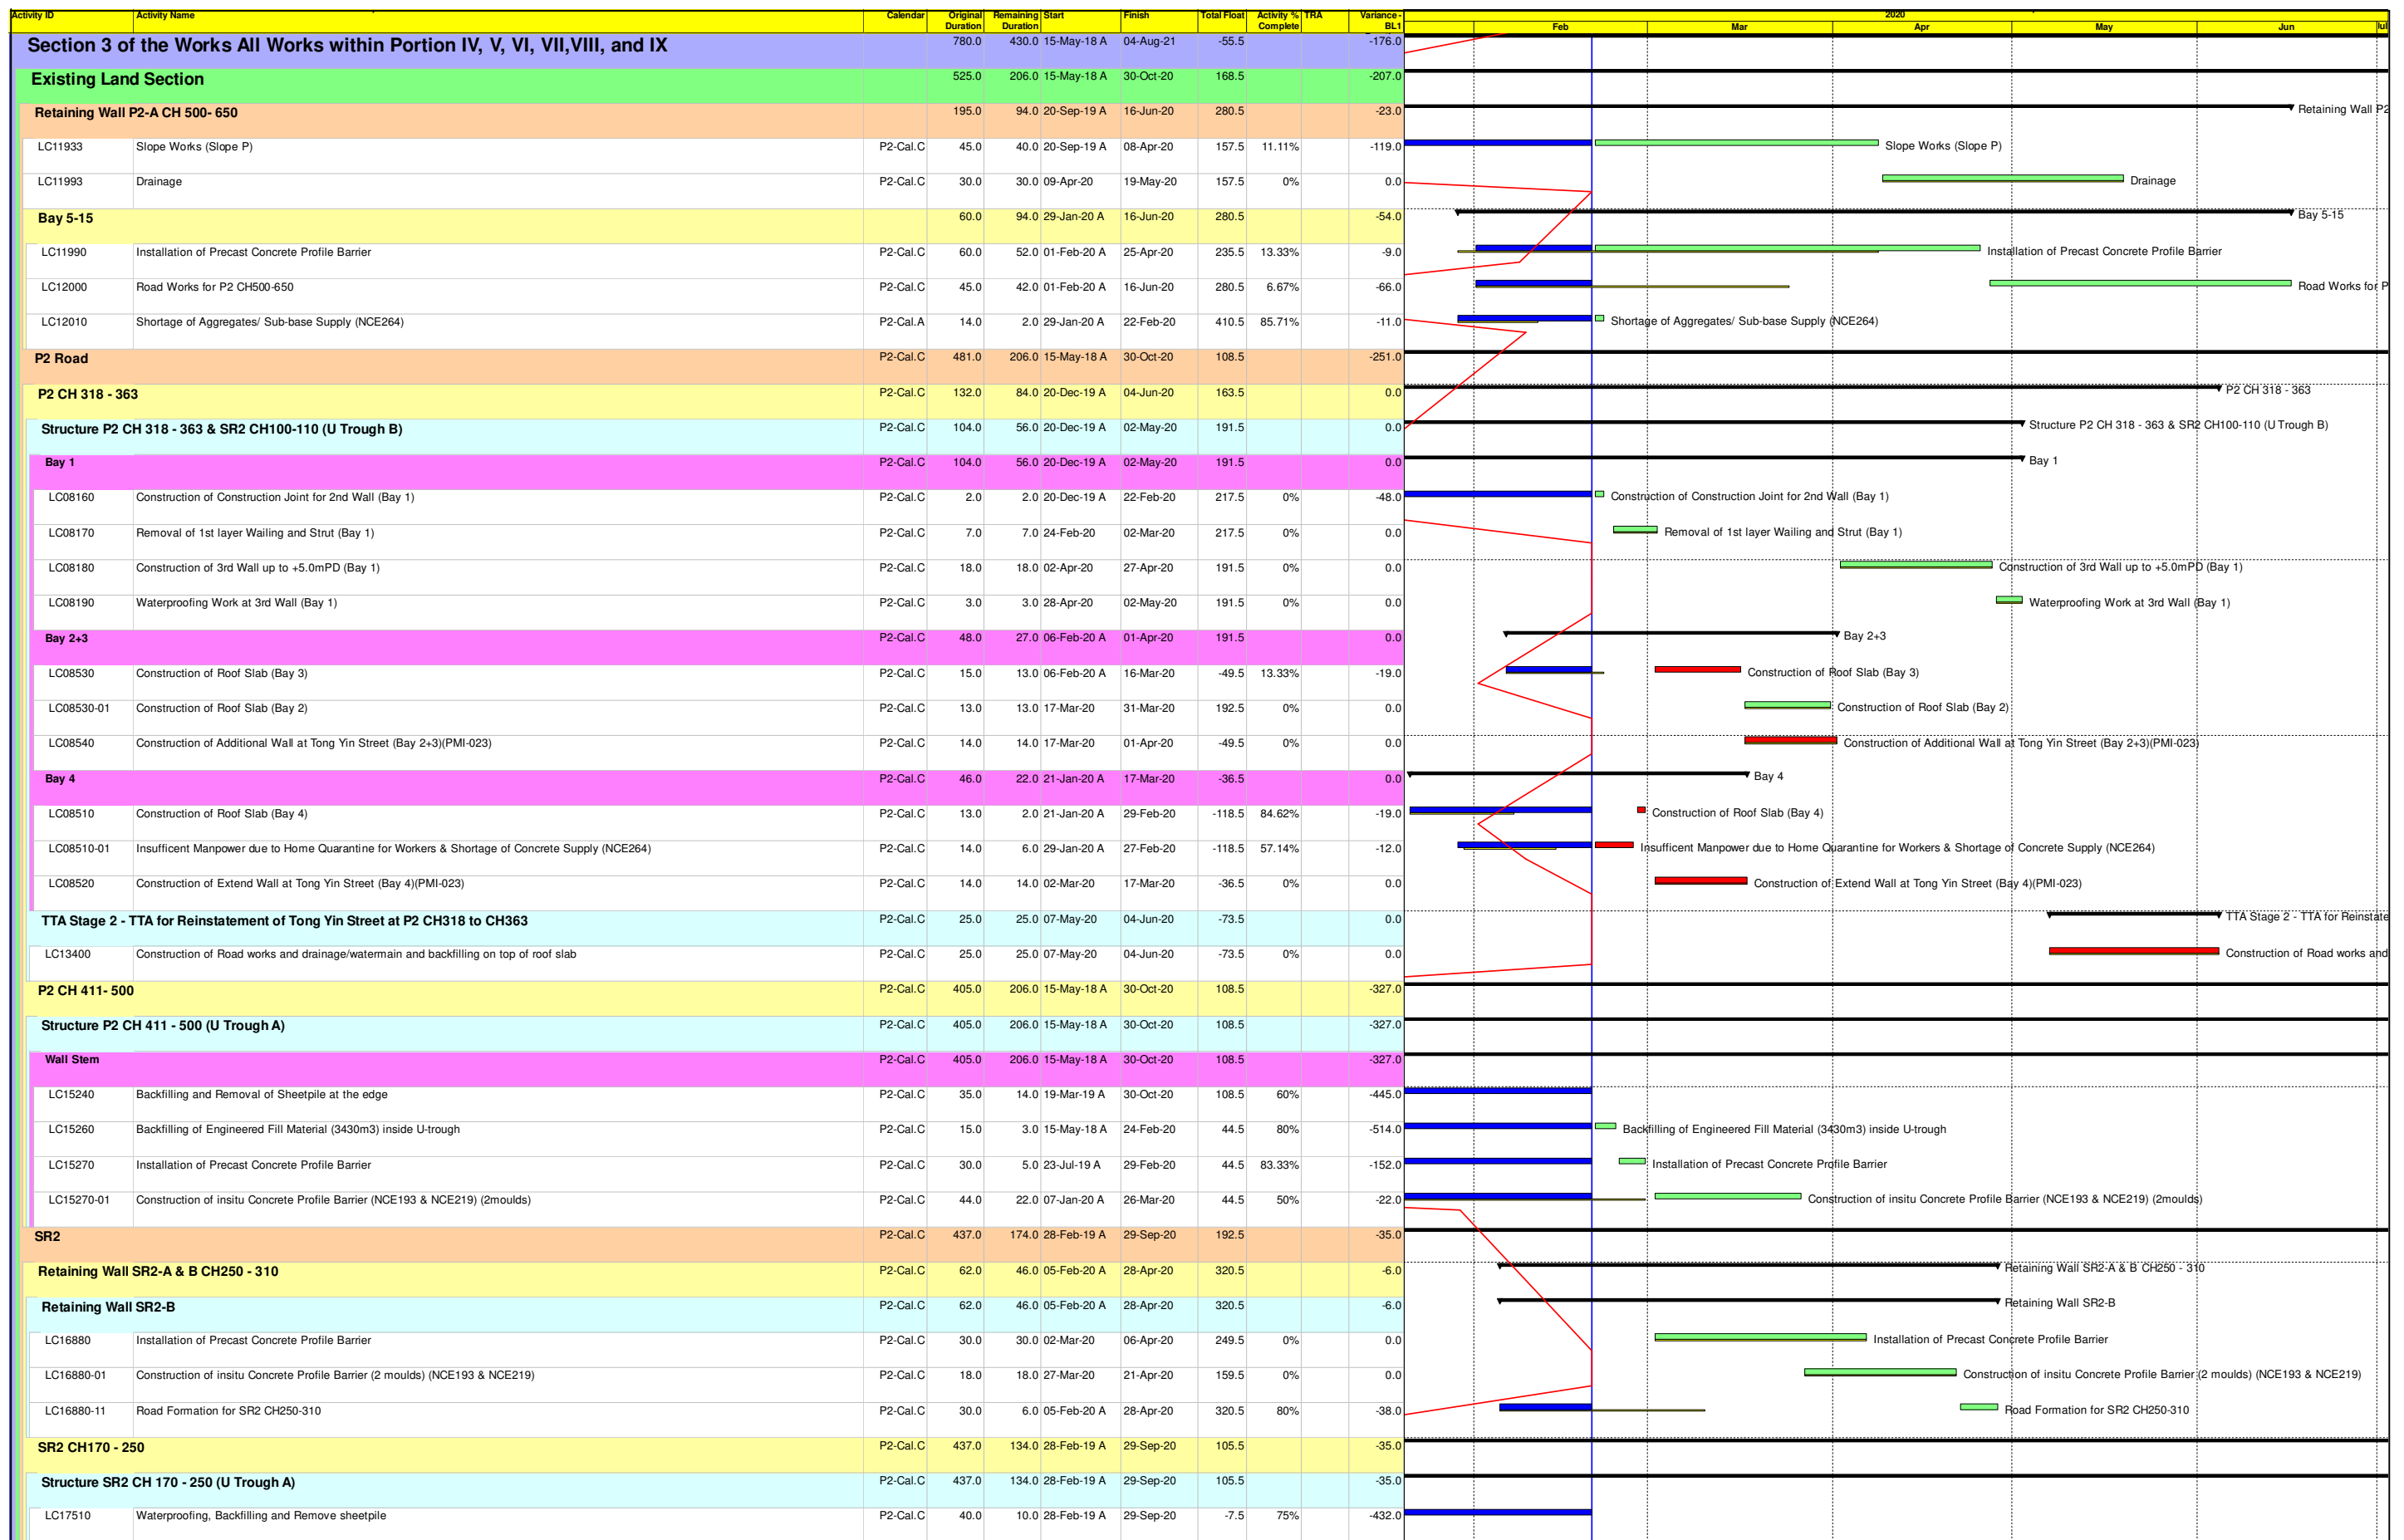 Activity ID Activity Name Calendar Original Duration Remaining Duration Start Finish Total Float Activity % Complete TRA Variance - BL1 2020
Feb Mar Apr May Jun Jul
Section 3 of the Works All Works within Portion IV, V, VI, VII,VIII, and IX 780.0 430.0 15-May-18 A 04-Aug-21 -55.5 -176.0
Existing Land Section 525.0 206.0 15-May-18 A 30-Oct-20 168.5 -207.0
Retaining Wall P2-A CH 500- 650 195.0 94.0 20-Sep-19 A 16-Jun-20 280.5 -23.0 Retaining Wall P2
LC11933 Slope Works (Slope P) P2-Cal.C 45.0 40.0 20-Sep-19 A 08-Apr-20 157.5 11.11% -119.0 Slope Works (Slope P)
LC11993 Drainage P2-Cal.C 30.0 30.0 09-Apr-20 19-May-20 157.5 0% 0.0 Drainage
Bay 5-15 60.0 94.0 29-Jan-20 A 16-Jun-20 280.5 -54.0 Bay 5-15
LC11990 Installation of Precast Concrete Profile Barrier P2-Cal.C 60.0 52.0 01-Feb-20 A 25-Apr-20 235.5 13.33% -9.0 Installation of Precast Concrete Profile Barrier
LC12000 Road Works for P2 CH500-650 P2-Cal.C 45.0 42.0 01-Feb-20 A 16-Jun-20 280.5 6.67% -66.0 Road Works for P
LC12010 Shortage of Aggregates/ Sub-base Supply (NCE264) P2-Cal.A 14.0 2.0 29-Jan-20 A 22-Feb-20 410.5 85.71% -11.0 Shortage of Aggregates/ Sub-base Supply (NCE264)
P2 Road P2-Cal.C 481.0 206.0 15-May-18 A 30-Oct-20 108.5 -251.0
P2 CH 318 - 363 P2-Cal.C 132.0 84.0 20-Dec-19 A 04-Jun-20 163.5 0.0 P2 CH 318 - 363
Structure P2 CH 318 - 363 & SR2 CH100-110 (U Trough B) P2-Cal.C 104.0 56.0 20-Dec-19 A 02-May-20 191.5 0.0 Structure P2 CH 318 - 363 & SR2 CH100-110 (U Trough B)
Bay 1 P2-Cal.C 104.0 56.0 20-Dec-19 A 02-May-20 191.5 0.0 Bay 1
LC08160 Construction of Construction Joint for 2nd Wall (Bay 1) P2-Cal.C 2.0 2.0 20-Dec-19 A 22-Feb-20 217.5 0% -48.0 Construction of Construction Joint for 2nd Wall (Bay 1)
LC08170 Removal of 1st layer Wailing and Strut (Bay 1) P2-Cal.C 7.0 7.0 24-Feb-20 02-Mar-20 217.5 0% 0.0 Removal of 1st layer Wailing and Strut (Bay 1)
LC08180 Construction of 3rd Wall up to +5.0mPD (Bay 1) P2-Cal.C 18.0 18.0 02-Apr-20 27-Apr-20 191.5 0% 0.0 Construction of 3rd Wall up to +5.0mPD (Bay 1)
LC08190 Waterproofing Work at 3rd Wall (Bay 1) P2-Cal.C 3.0 3.0 28-Apr-20 02-May-20 191.5 0% 0.0 Waterproofing Work at 3rd Wall (Bay 1)
Bay 2+3 P2-Cal.C 48.0 27.0 06-Feb-20 A 01-Apr-20 191.5 0.0 Bay 2+3
LC08530 Construction of Roof Slab (Bay 3) P2-Cal.C 15.0 13.0 06-Feb-20 A 16-Mar-20 -49.5 13.33% -19.0 Construction of Roof Slab (Bay 3)
LC08530-01 Construction of Roof Slab (Bay 2) P2-Cal.C 13.0 13.0 17-Mar-20 31-Mar-20 192.5 0% 0.0 Construction of Roof Slab (Bay 2)
LC08540 Construction of Additional Wall at Tong Yin Street (Bay 2+3)(PMI-023) P2-Cal.C 14.0 14.0 17-Mar-20 01-Apr-20 -49.5 0% 0.0 Construction of Additional Wall at Tong Yin Street (Bay 2+3)(PMI-023)
Bay 4 P2-Cal.C 46.0 22.0 21-Jan-20 A 17-Mar-20 -36.5 0.0 Bay 4
LC08510 Construction of Roof Slab (Bay 4) P2-Cal.C 13.0 2.0 21-Jan-20 A 29-Feb-20 -118.5 84.62% -19.0 Construction of Roof Slab (Bay 4)
LC08510-01 Insufficent Manpower due to Home Quarantine for Workers & Shortage of Concrete Supply (NCE264) P2-Cal.C 14.0 6.0 29-Jan-20 A 27-Feb-20 -118.5 57.14% -12.0 Insufficent Manpower due to Home Quarantine for Workers & Shortage of Concrete Supply (NCE264)
LC08520 Construction of Extend Wall at Tong Yin Street (Bay 4)(PMI-023) P2-Cal.C 14.0 14.0 02-Mar-20 17-Mar-20 -36.5 0% 0.0 Construction of Extend Wall at Tong Yin Street (Bay 4)(PMI-023)
TTA Stage 2 - TTA for Reinstatement of Tong Yin Street at P2 CH318 to CH363 P2-Cal.C 25.0 25.0 07-May-20 04-Jun-20 -73.5 0.0 TTA Stage 2 - TTA for Reinstate
LC13400 Construction of Road works and drainage/watermain and backfilling on top of roof slab P2-Cal.C 25.0 25.0 07-May-20 04-Jun-20 -73.5 0% 0.0 Construction of Road works and
P2 CH 411- 500 P2-Cal.C 405.0 206.0 15-May-18 A 30-Oct-20 108.5 -327.0
Structure P2 CH 411 - 500 (U Trough A) P2-Cal.C 405.0 206.0 15-May-18 A 30-Oct-20 108.5 -327.0
Wall Stem P2-Cal.C 405.0 206.0 15-May-18 A 30-Oct-20 108.5 -327.0
LC15240 Backfilling and Removal of Sheetpile at the edge P2-Cal.C 35.0 14.0 19-Mar-19 A 30-Oct-20 108.5 60% -445.0
LC15260 Backfilling of Engineered Fill Material (3430m3) inside U-trough P2-Cal.C 15.0 3.0 15-May-18 A 24-Feb-20 44.5 80% -514.0 Backfilling of Engineered Fill Material (3430m3) inside U-trough
LC15270 Installation of Precast Concrete Profile Barrier P2-Cal.C 30.0 5.0 23-Jul-19 A 29-Feb-20 44.5 83.33% -152.0 Installation of Precast Concrete Profile Barrier
LC15270-01 Construction of insitu Concrete Profile Barrier (NCE193 & NCE219) (2moulds) P2-Cal.C 44.0 22.0 07-Jan-20 A 26-Mar-20 44.5 50% -22.0 Construction of insitu Concrete Profile Barrier (NCE193 & NCE219) (2moulds)
SR2 P2-Cal.C 437.0 174.0 28-Feb-19 A 29-Sep-20 192.5 -35.0
Retaining Wall SR2-A & B CH250 - 310 P2-Cal.C 62.0 46.0 05-Feb-20 A 28-Apr-20 320.5 -6.0 Retaining Wall SR2-A & B CH250 - 310
Retaining Wall SR2-B P2-Cal.C 62.0 46.0 05-Feb-20 A 28-Apr-20 320.5 -6.0 Retaining Wall SR2-B
LC16880 Installation of Precast Concrete Profile Barrier P2-Cal.C 30.0 30.0 02-Mar-20 06-Apr-20 249.5 0% 0.0 Installation of Precast Concrete Profile Barrier
LC16880-01 Construction of insitu Concrete Profile Barrier (2 moulds) (NCE193 & NCE219) P2-Cal.C 18.0 18.0 27-Mar-20 21-Apr-20 159.5 0% 0.0 Construction of insitu Concrete Profile Barrier (2 moulds) (NCE193 & NCE219)
LC16880-11 Road Formation for SR2 CH250-310 P2-Cal.C 30.0 6.0 05-Feb-20 A 28-Apr-20 320.5 80% -38.0 Road Formation for SR2 CH250-310
SR2 CH170 - 250 P2-Cal.C 437.0 134.0 28-Feb-19 A 29-Sep-20 105.5 -35.0
Structure SR2 CH 170 - 250 (U Trough A) P2-Cal.C 437.0 134.0 28-Feb-19 A 29-Sep-20 105.5 -35.0
LC17510 Waterproofing, Backfilling and Remove sheetpile P2-Cal.C 40.0 10.0 28-Feb-19 A 29-Sep-20 -7.5 75% -432.0